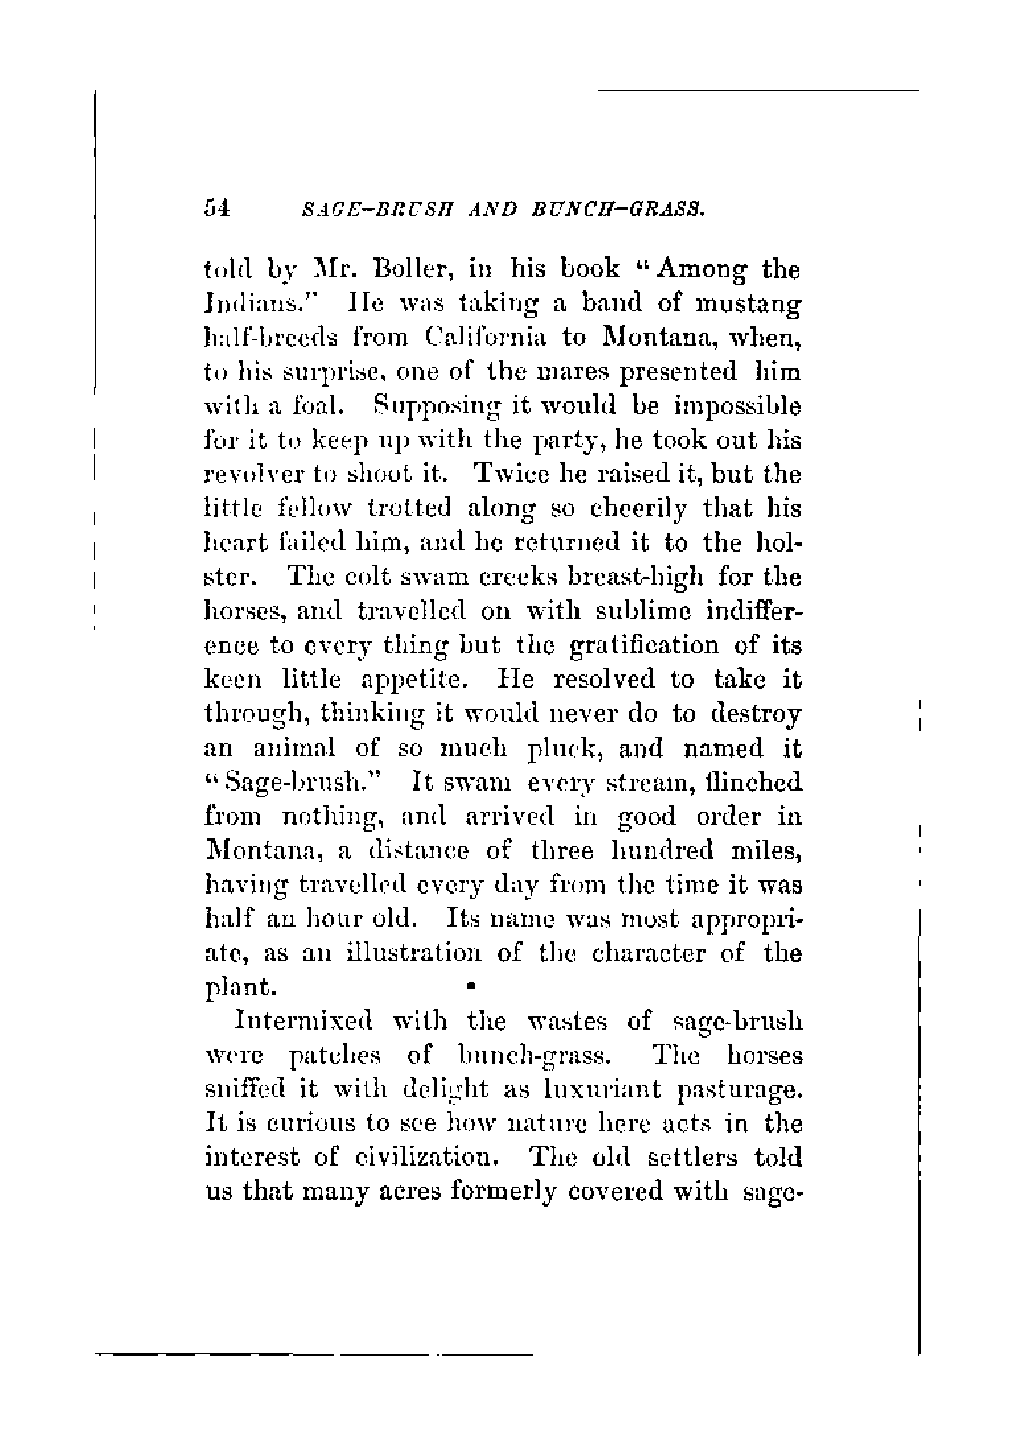 54 SAGE-BRUSH AND BUNCH-GRASS.
told by Mr. Boller, in his book "Among the
Indians." He was taking a band of mustang
half-breeds from California to Montana, when,
to his surprise, one of the mares presented him
with a foal. Supposing it would be impossible
for it to keep up with the party, he took out his
revolver to shoot it. Twice he raised it, but the
little fellow trotted along so cheerily that his
heart failed him, and he returned it to the hol-
ster. The colt swam creeks breast-high for the
horses, and travelled on with sublime indiffer-
ence to every thing but the gratification of its
keen little appetite. He resolved to take it
through, thinking it would never do to destroy
an animal of so much pluck, and named it
"Sage-brush." It swam every stream, flinched
from nothing, and arrived in good order in
Montana, a distance of three hundred miles,
having travelled every day from the time it was
half an hour old. Its name was most appropri-
ate, as an illustration of the character of the
plant.
Intermixed with the wastes of sage-brush
were patches of bunch-grass. The horses
sniffed it with delight as luxuriant pasturage.
It is curious to see how nature here acts in the
interest of civilization. The old settlers told
us that many acres formerly covered with sage-